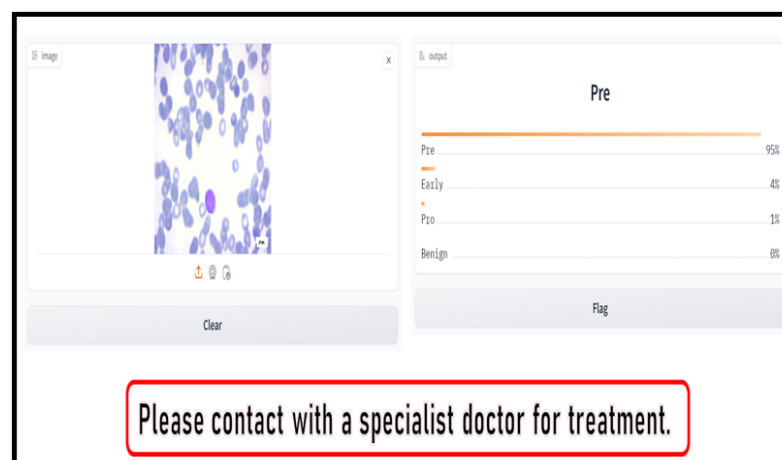 image
x
output
Pre
Pre 95%
Early 4%
Pro 1%
Benign 0%
Clear
Flag
Please contact with a specialist doctor for treatment.